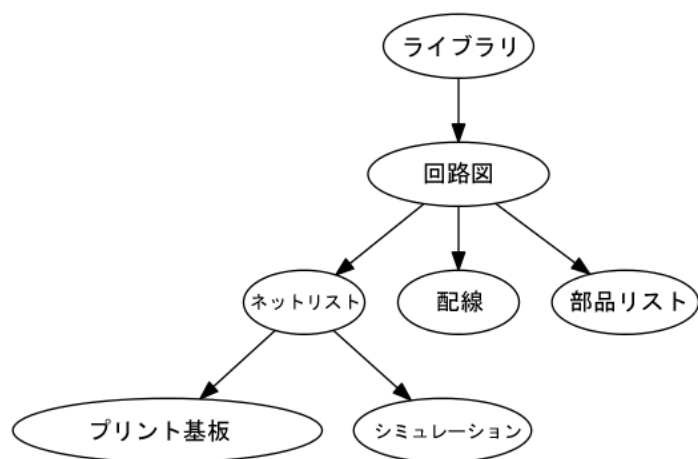 ライブラリ
回路図
ネットリスト
配線
部品リスト
プリント基板
シミュレーション